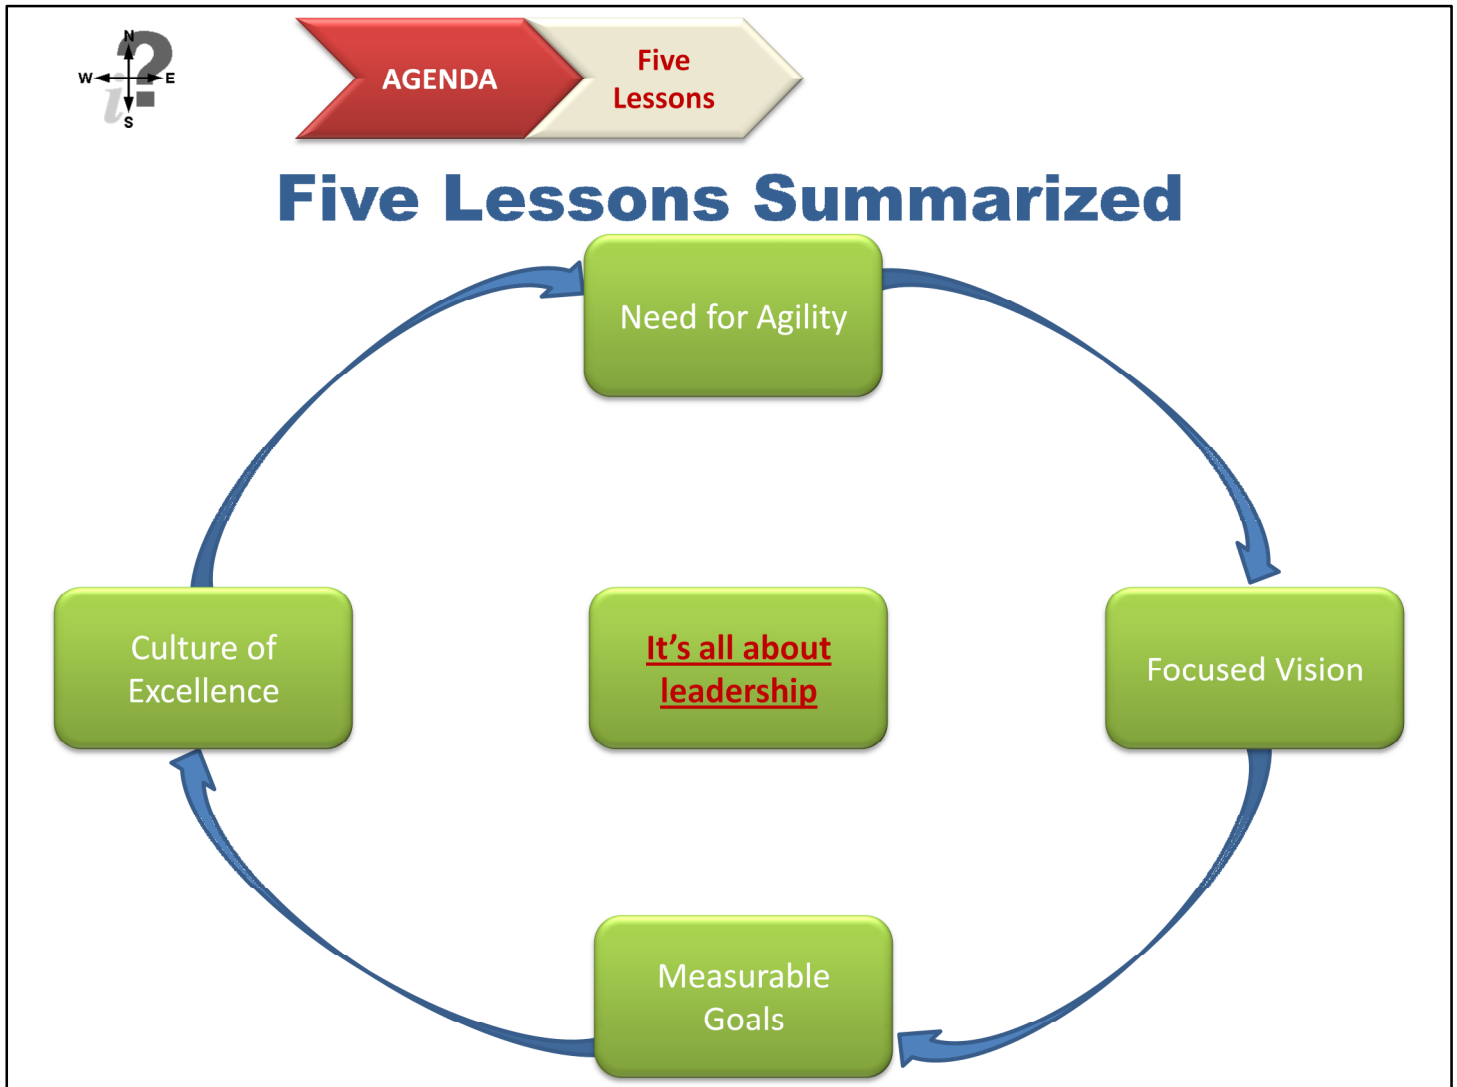 N
W E
i?
S
AGENDA
Five
Lessons
Five Lessons Summarized
Need for Agility
Culture of
Excellence
It's all about
leadership
Focused Vision
Measurable
Goals